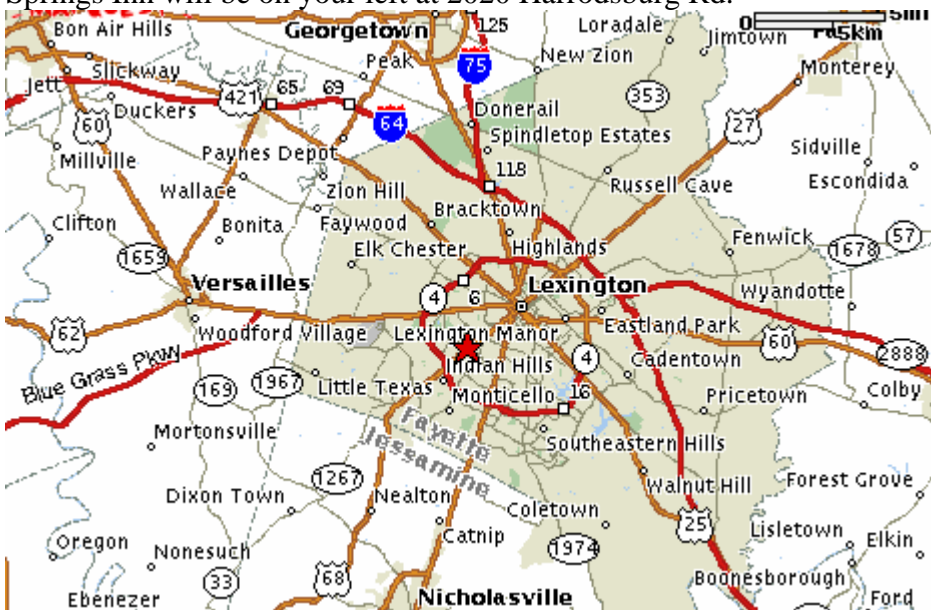 Springs Inn will be on your left at 2020 Harrodsburg Rd.
0 5mi
5km
Bon Air Hills
Georgetown
125
Loradale
Jimtown
Slickway
Peak
75
New Zion
Monterey
Jett
421
65
69
353
Duckers
64
Donerail
27
60
Spindletop Estates
Millville
Paynes Depot
118
Sidville
Wallace
Zion Hill
Russell Cave
Escondida
Bracktown
Clifton
Bonita
Faywood
57
Elk Chester
Highlands
Fenwick
1678
1659
Versailles
4
6
Lexington
Wyandotte
62
Woodford Village
Lexington Manor
Eastland Park
60
2888
Blue Grass Pkwy
Indian Hills
4
Cadentown
169
1967
Little Texas
16
Colby
Monticello
Pricetown
Mortonsville
Fayette
Southeastern Hills
Jessamine
1267
Walnut Hill
Forest Grove
Dixon Town
Nealton
Coletown
25
Lisletown
Oregon
Catnip
Elkin
Nonesuch
1974
33
68
Boonesborough
Ebenezer
Nicholasville
Ford